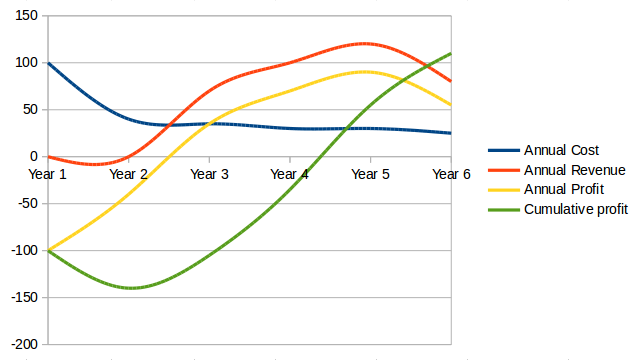 150
100
50
0
-50
-100
-150
-200
Year 1 Year 2 Year 3 Year 4 Year 5 Year 6
Annual Cost
Annual Revenue
Annual Profit
Cumulative profit